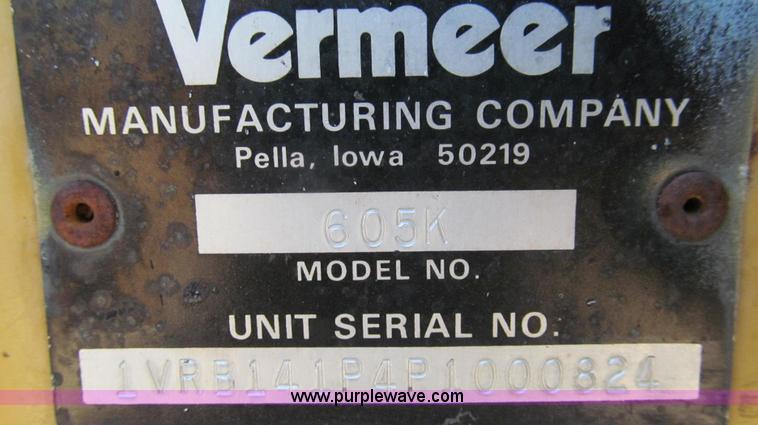 Vermeer
MANUFACTURING COMPANY
Pella, Iowa 50219
605K
MODEL NO.
UNIT SERIAL NO.
1VRB141P4P1000824
www.purplewave.com